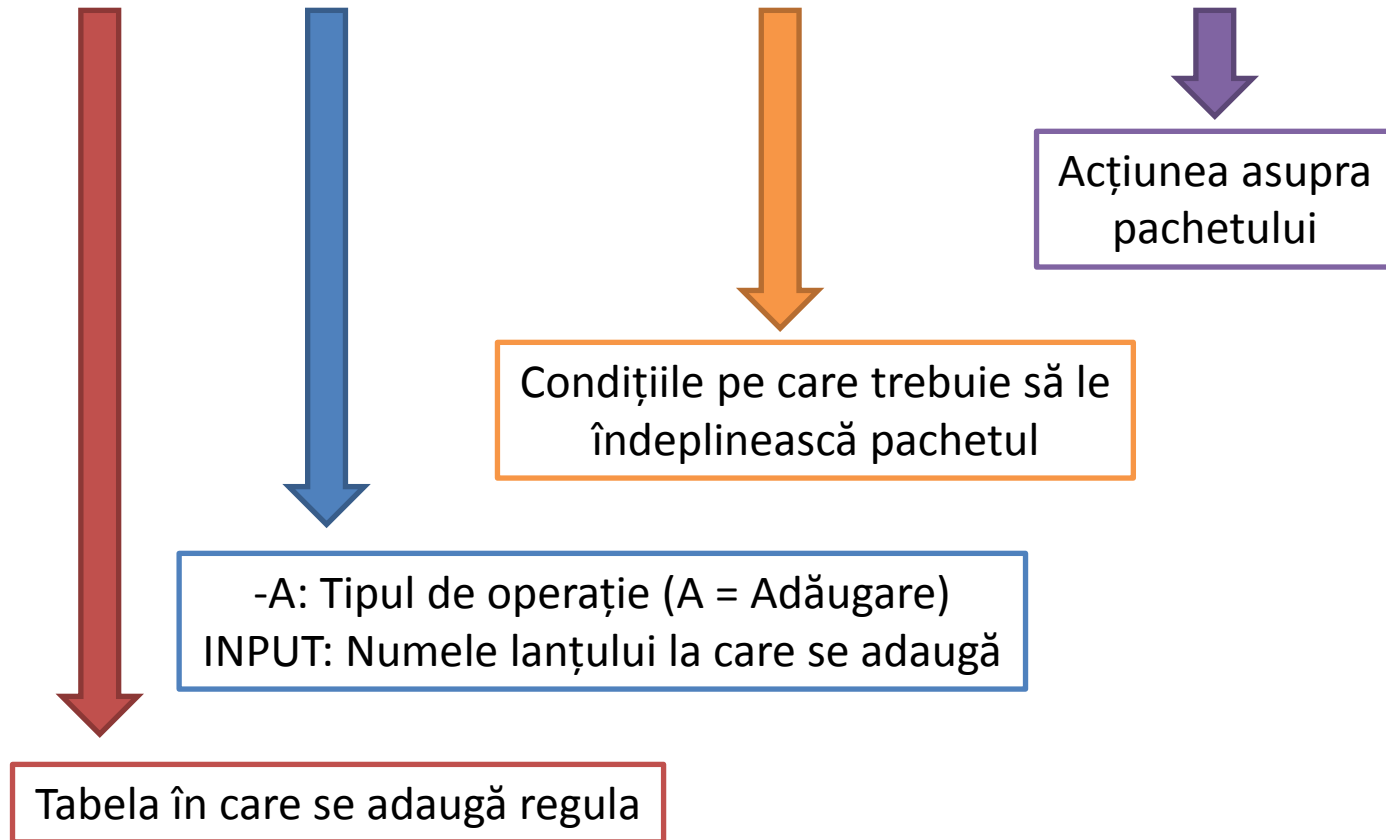 Acțiunea asupra
pachetului
Condițiile pe care trebuie să le
îndeplinească pachetul
-A: Tipul de operație (A = Adăugare)
INPUT: Numele lanțului la care se adaugă
Tabela în care se adaugă regula